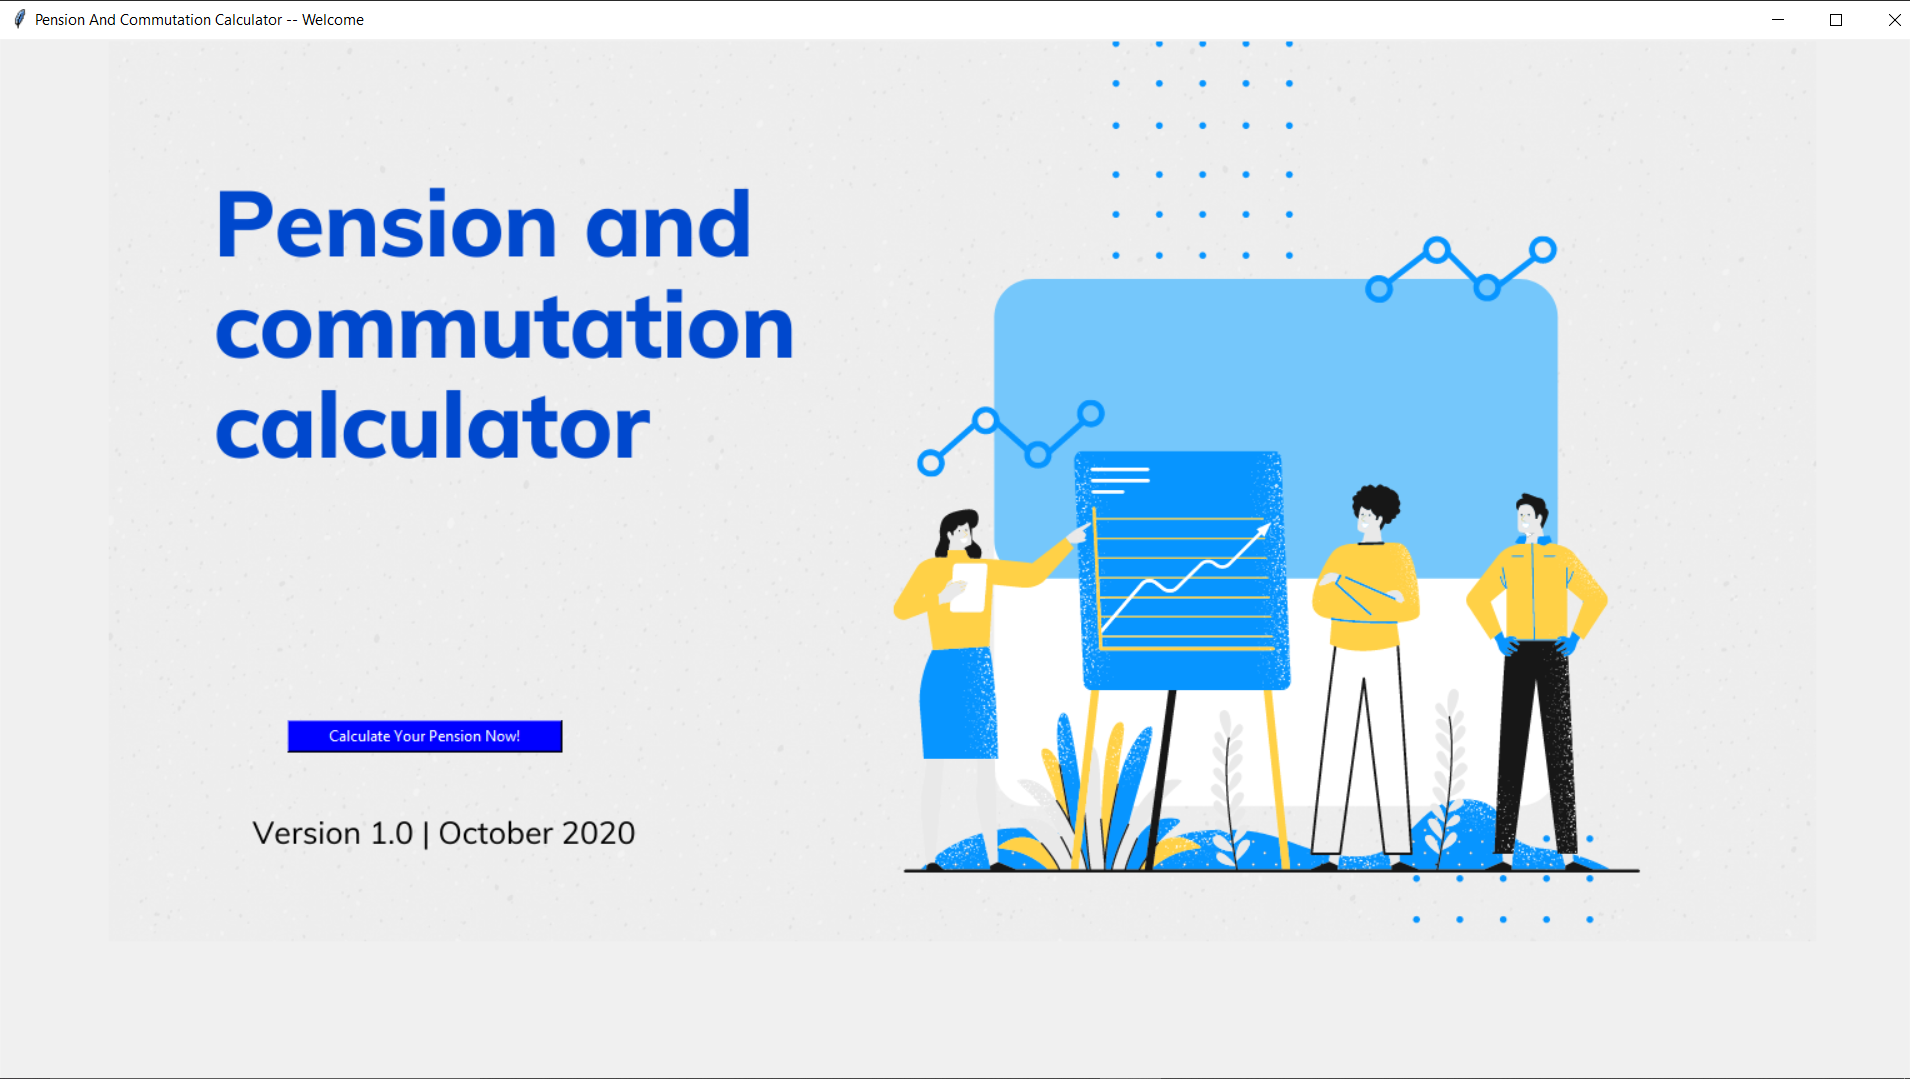 Pension And Commutation Calculator -- Welcome
Pension and
commutation
calculator
Calculate Your Pension Now!
Version 1.0 | October 2020